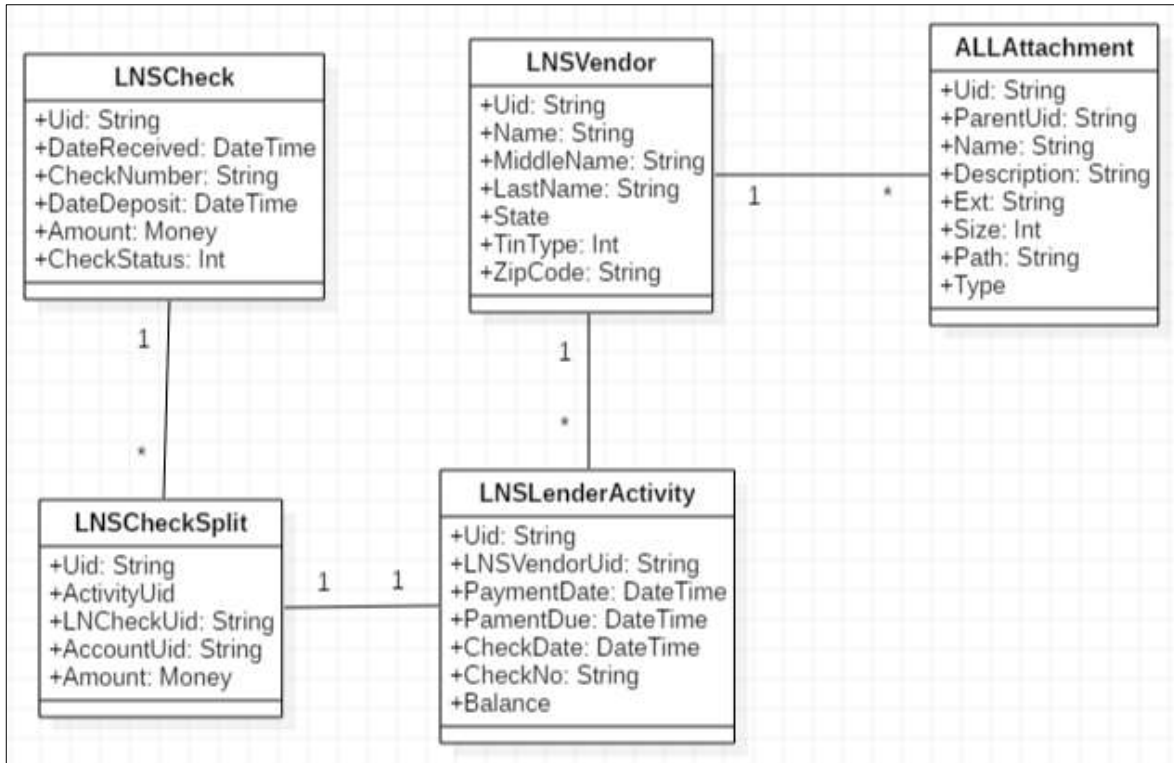 LNSCheck
+Uid: String
+DateReceived: DateTime
+CheckNumber: String
+DateDeposit: DateTime
+Amount: Money
+CheckStatus: Int
LNSVendor
+Uid: String
+Name: String
+MiddleName: String
+LastName: String
+State
+TinType: Int
+ZipCode: String
ALLAttachment
+Uid: String
+ParentUid: String
+Name: String
+Description: String
+Ext: String
+Size: Int
+Path: String
+Type
1
*
1
*
1
*
LNSCheckSplit
+Uid: String
+ActivityUid
+LNCheckUid: String
+AccountUid: String
+Amount: Money
1
1
LNSLenderActivity
+Uid: String
+LNSVendorUid: String
+PaymentDate: DateTime
+PamentDue: DateTime
+CheckDate: DateTime
+CheckNo: String
+Balance